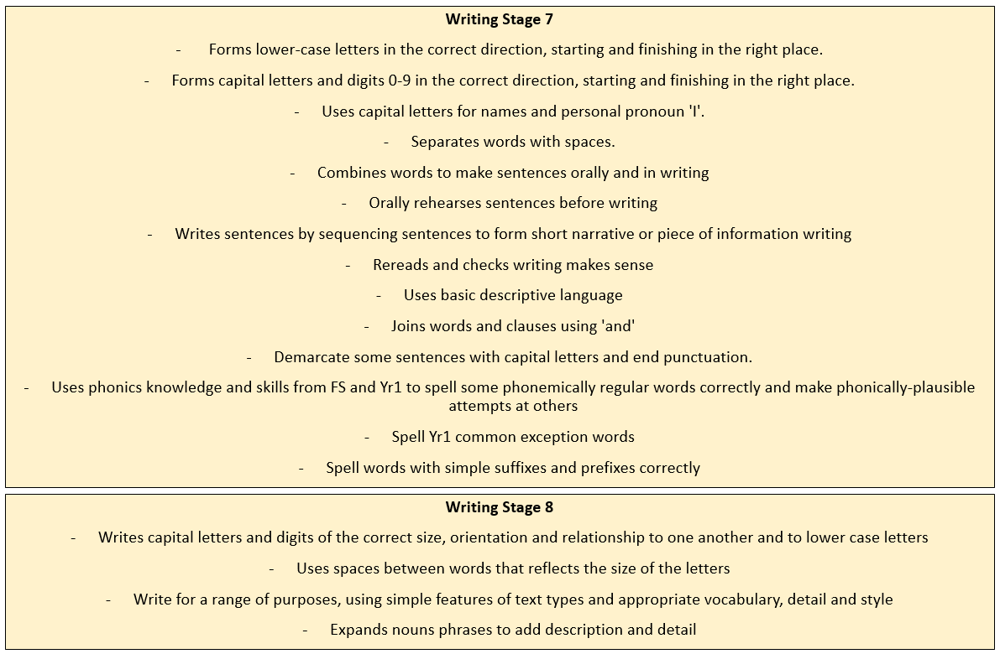 Writing Stage 7
- Forms lower-case letters in the correct direction, starting and finishing in the right place.
- Forms capital letters and digits 0-9 in the correct direction, starting and finishing in the right place.
- Uses capital letters for names and personal pronoun 'I'.
- Separates words with spaces.
- Combines words to make sentences orally and in writing
- Orally rehearses sentences before writing
- Writes sentences by sequencing sentences to form short narrative or piece of information writing
- Rereads and checks writing makes sense
- Uses basic descriptive language
- Joins words and clauses using 'and'
- Demarcate some sentences with capital letters and end punctuation.
- Uses phonics knowledge and skills from FS and Yr1 to spell some phonemically regular words correctly and make phonically-plausible
attempts at others
- Spell Yr1 common exception words
- Spell words with simple suffixes and prefixes correctly
Writing Stage 8
- Writes capital letters and digits of the correct size, orientation and relationship to one another and to lower case letters
- Uses spaces between words that reflects the size of the letters
- Write for a range of purposes, using simple features of text types and appropriate vocabulary, detail and style
- Expands nouns phrases to add description and detail